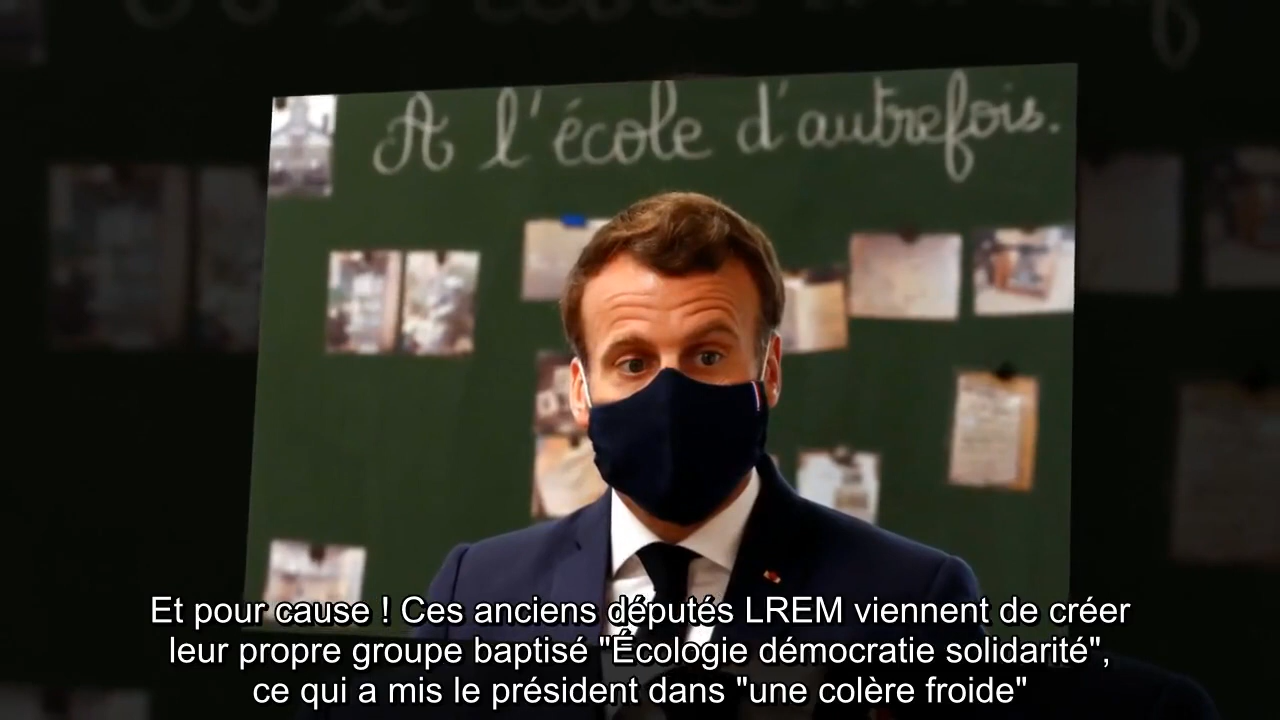 A l'école d'autrefois.
Et pour cause ! Ces anciens députés LREM viennent de créer
leur propre groupe baptisé "Écologie démocratie solidarité",
ce qui a mis le président dans "une colère froide"